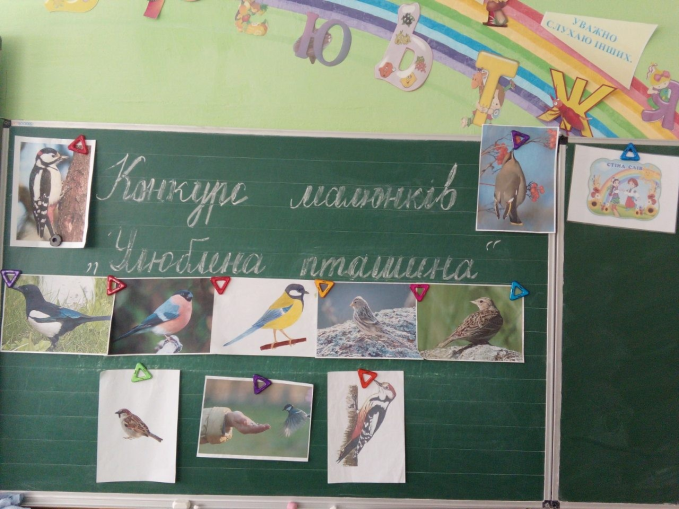 УВАЖНО
СЛУХАЮ ІНШИХ.
Конкурс малюнків
„Улюблена пташина“